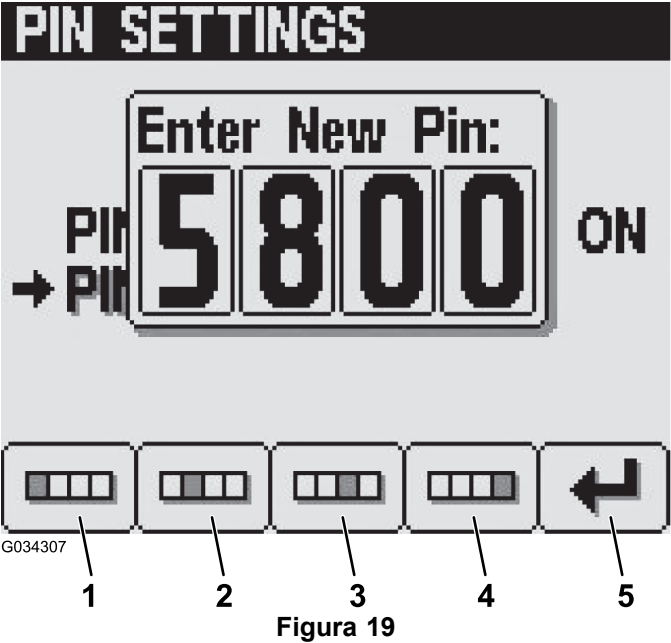 PIN SETTINGS
Enter New Pin:
5800
PIN ON
PIN
G034307
1 2 3 4 5
Figura 19